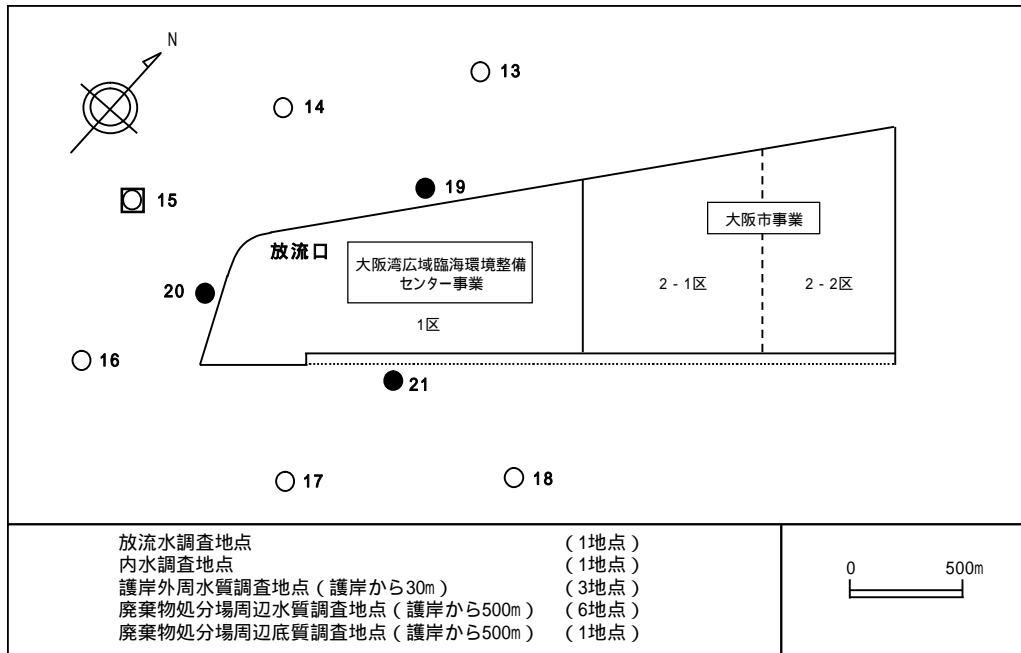 N
13
14
15
19
放流口
大阪市事業
大阪湾広域臨海環境整備
センター事業
20
2-1区
2-2区
1区
16
21
17
18
放流水調査地点 (1地点)
内水調査地点 (1地点)
護岸外周水質調査地点(護岸から30m) (3地点)
廃棄物処分場周辺水質調査地点(護岸から500m) (6地点)
廃棄物処分場周辺底質調査地点(護岸から500m) (1地点)
0 500m